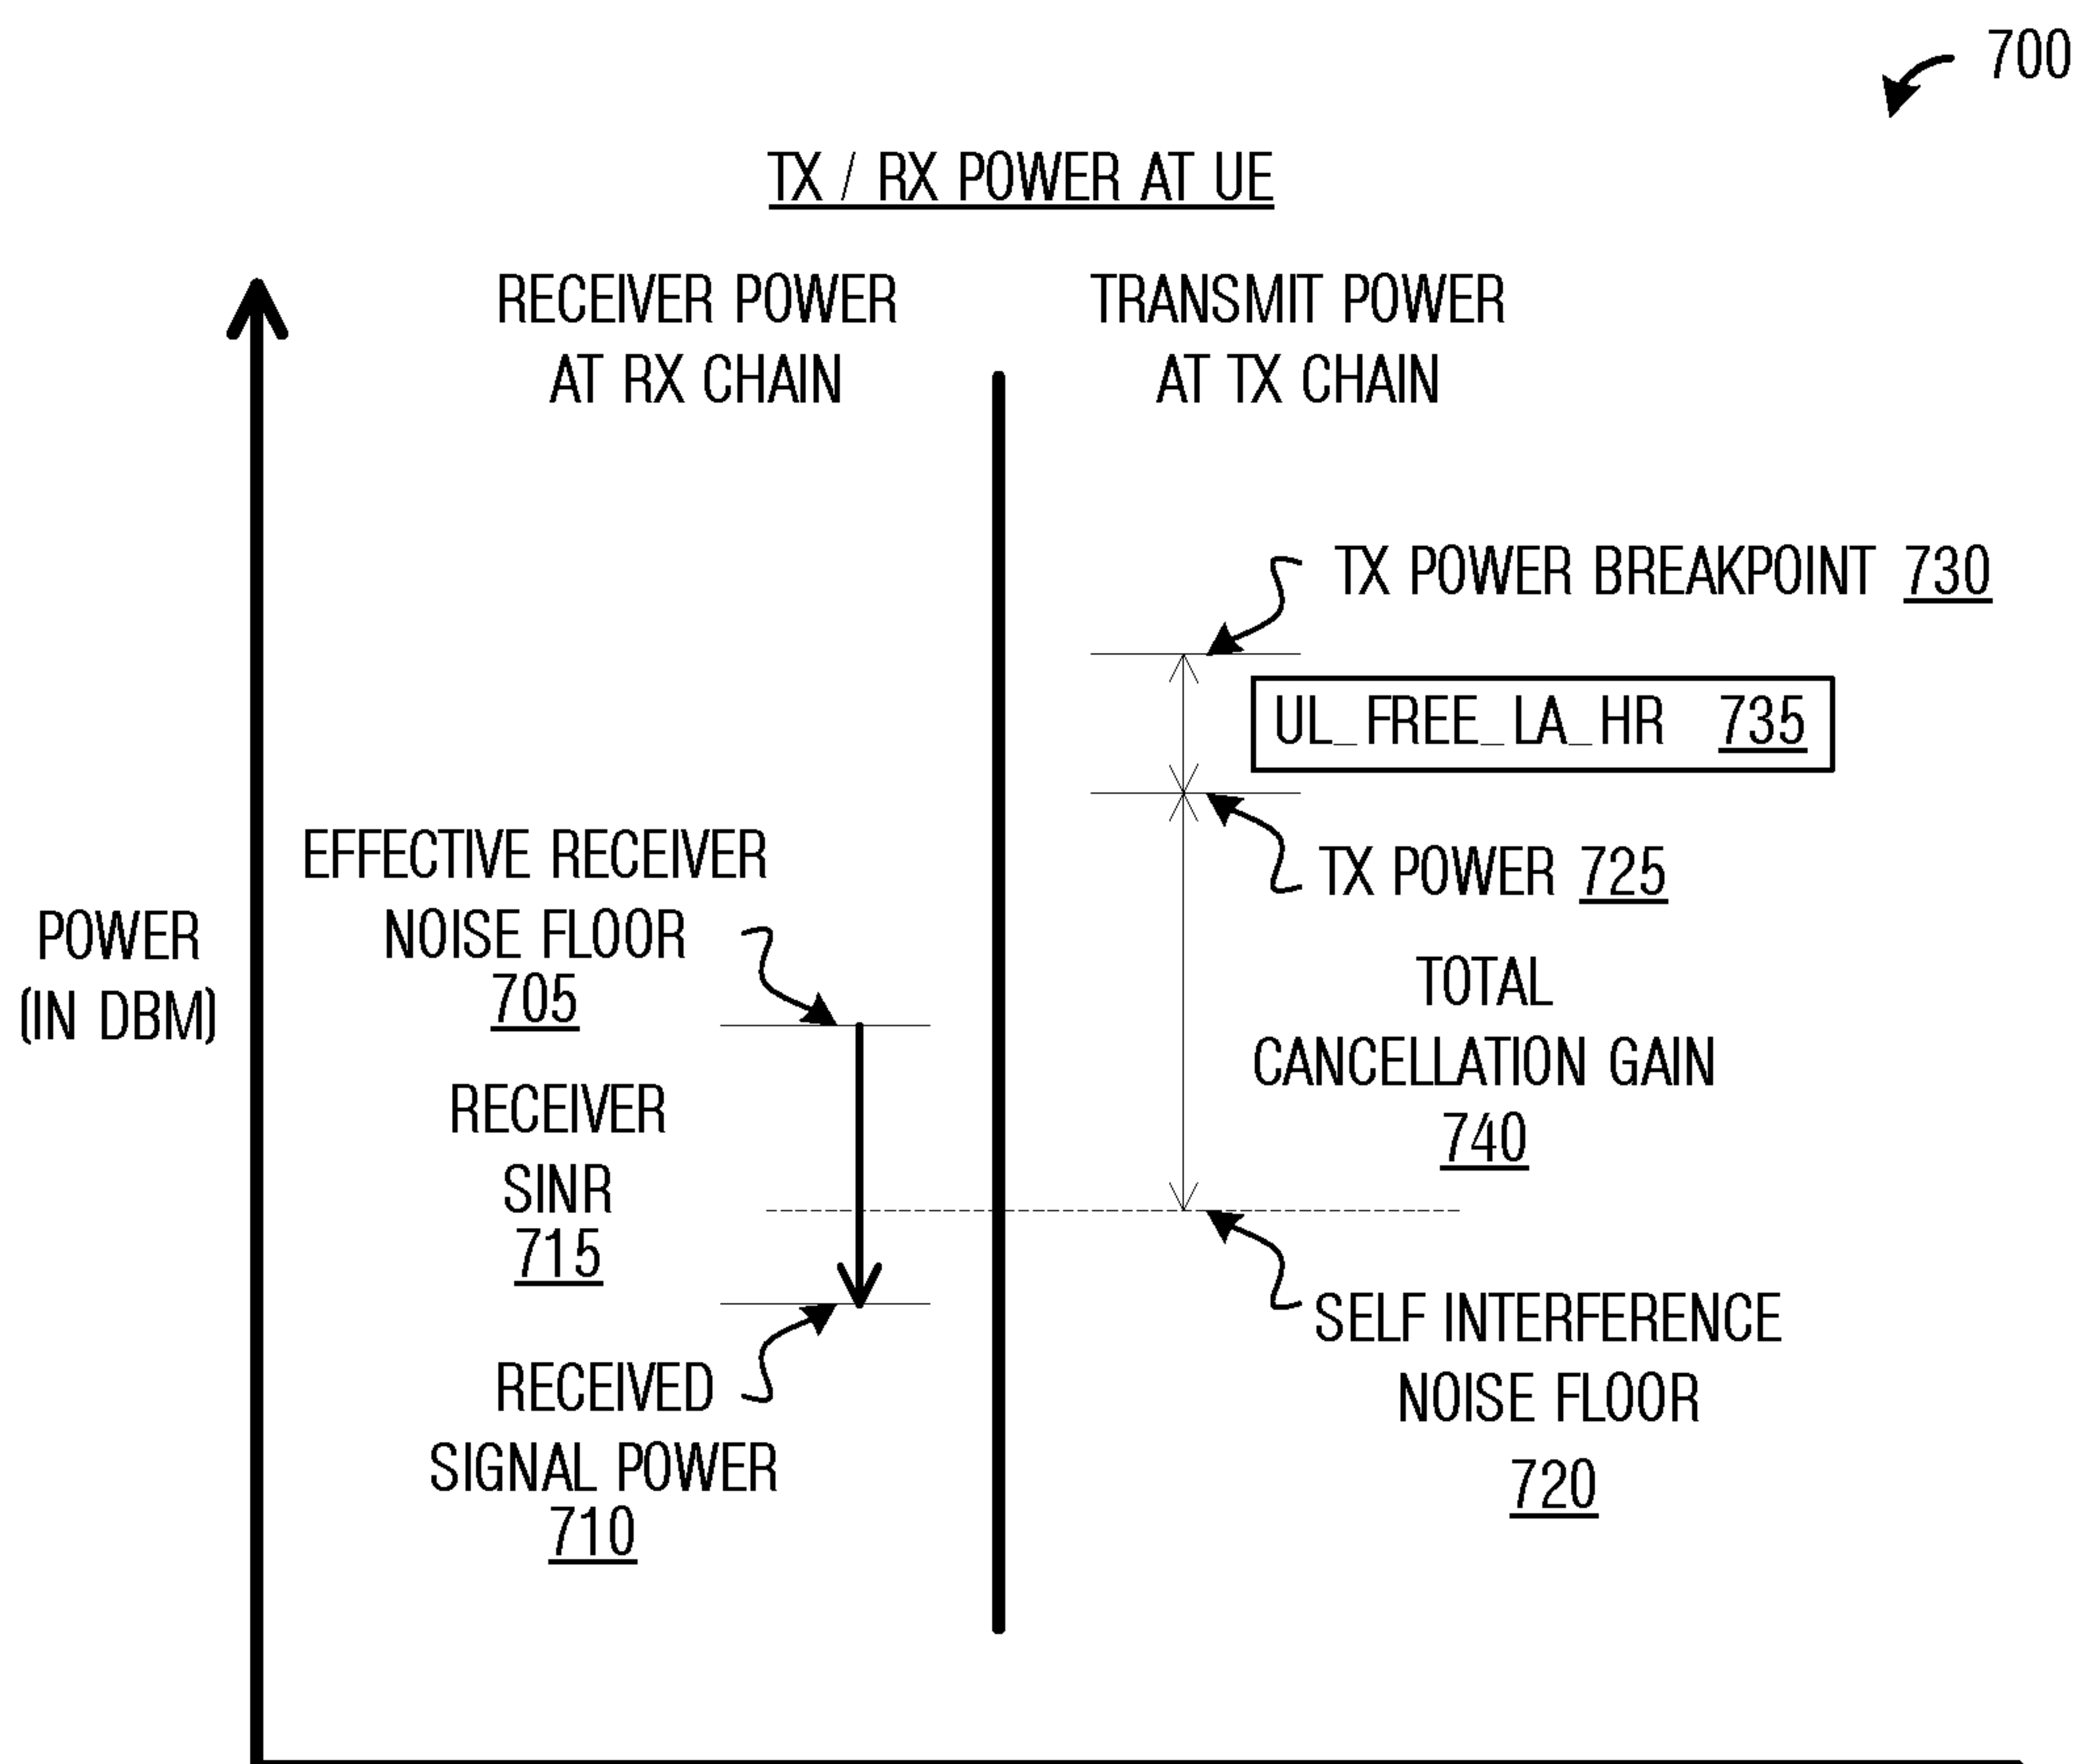 700
TX / RX POWER AT UE
RECEIVER POWER
AT RX CHAIN
TRANSMIT POWER
AT TX CHAIN
TX POWER BREAKPOINT 730
UL_FREE_LA_HR 735
TX POWER 725
EFFECTIVE RECEIVER
NOISE FLOOR
705
POWER
(IN DBM)
TOTAL
CANCELLATION GAIN
740
RECEIVER
SINR
715
SELF INTERFERENCE
NOISE FLOOR
720
RECEIVED
SIGNAL POWER
710